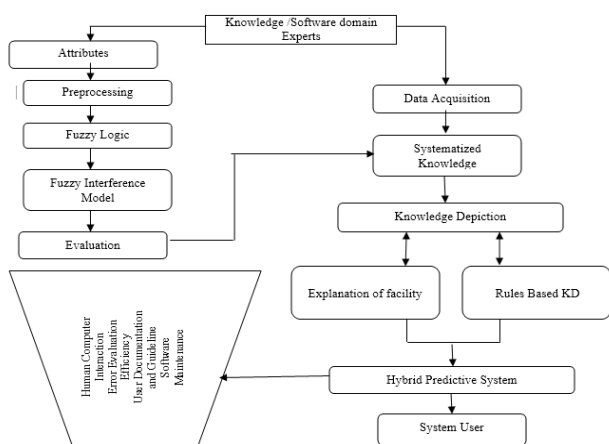 Knowledge /Software domain
Experts
Attributes
Preprocessing
Fuzzy Logic
Fuzzy Interference
Model
Evaluation
Data Acquisition
Systematized
Knowledge
Knowledge Depiction
Explanation of facility
Rules Based KD
Hybrid Predictive System
System User
Human Computer
Interaction
Error Evaluation
Efficiency
User Documentation
and Guideline
Software
Maintenance